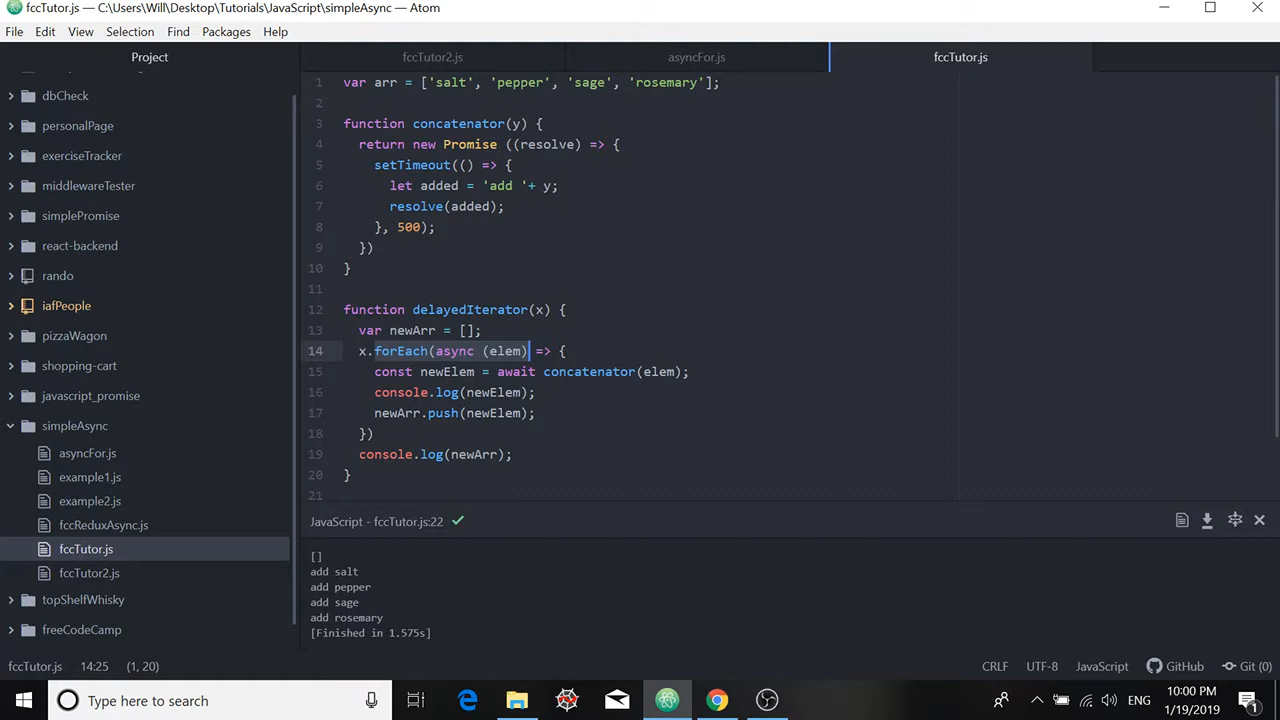 fccTutor.js — C:\Users\Will\Desktop\Tutorials\JavaScript\simpleAsync — Atom
File Edit View Selection Find Packages Help
Project
fccTutor2.js asyncFor.js fccTutor.js
dbCheck
personalPage
exerciseTracker
middlewareTester
simplePromise
react-backend
rando
iafPeople
pizzaWagon
shopping-cart
javascript_promise
simpleAsync
asyncFor.js
example1.js
example2.js
fccReduxAsync.js
fccTutor.js
fccTutor2.js
topShelfWhisky
freeCodeCamp
1 var arr = ['salt', 'pepper', 'sage', 'rosemary'];
2
3 function concatenator(y) {
4 return new Promise ((resolve) => {
5 setTimeout(() => {
6 let added = 'add '+ y;
7 resolve(added);
8 }, 500);
9 })
10 }
11
12 function delayedIterator(x) {
13 var newArr = [];
14 x.forEach(async (elem) => {
15 const newElem = await concatenator(elem);
16 console.log(newElem);
17 newArr.push(newElem);
18 })
19 console.log(newArr);
20 }
21
JavaScript - fccTutor.js:22
[]
add salt
add pepper
add sage
add rosemary
[Finished in 1.575s]
fccTutor.js 14:25 (1, 20) CRLF UTF-8 JavaScript GitHub Git (0)
Type here to search
ENG
10:00 PM
1/19/2019
1